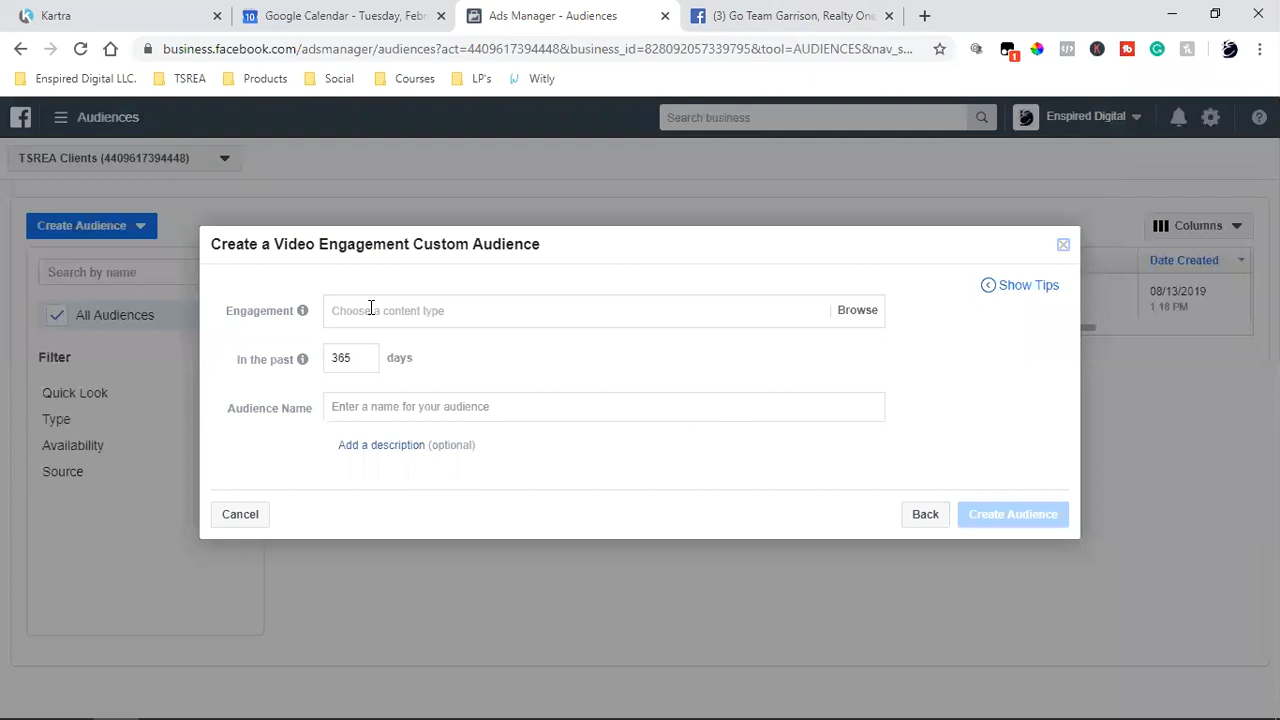 Kartra
Google Calendar - Tuesday, Febr
Ads Manager - Audiences
(3) Go Team Garrison, Realty One
business.facebook.com/adsmanager/audiences?act=4409617394448&business_id=828092057339795&tool=AUDIENCES&nav_s...
Enspired Digital LLC.
TSREA
Products
Social
Courses
LP's
Witly
Audiences
Search business
Enspired Digital
TSREA Clients (4409617394448)
Create Audience
Columns
Search by name
Date Created
All Audiences
08/13/2019
1:18 PM
Filter
Quick Look
Type
Availability
Source
Create a Video Engagement Custom Audience
Show Tips
Engagement
Choose a content type
Browse
In the past
365
days
Audience Name
Enter a name for your audience
Add a description (optional)
Cancel
Back
Create Audience